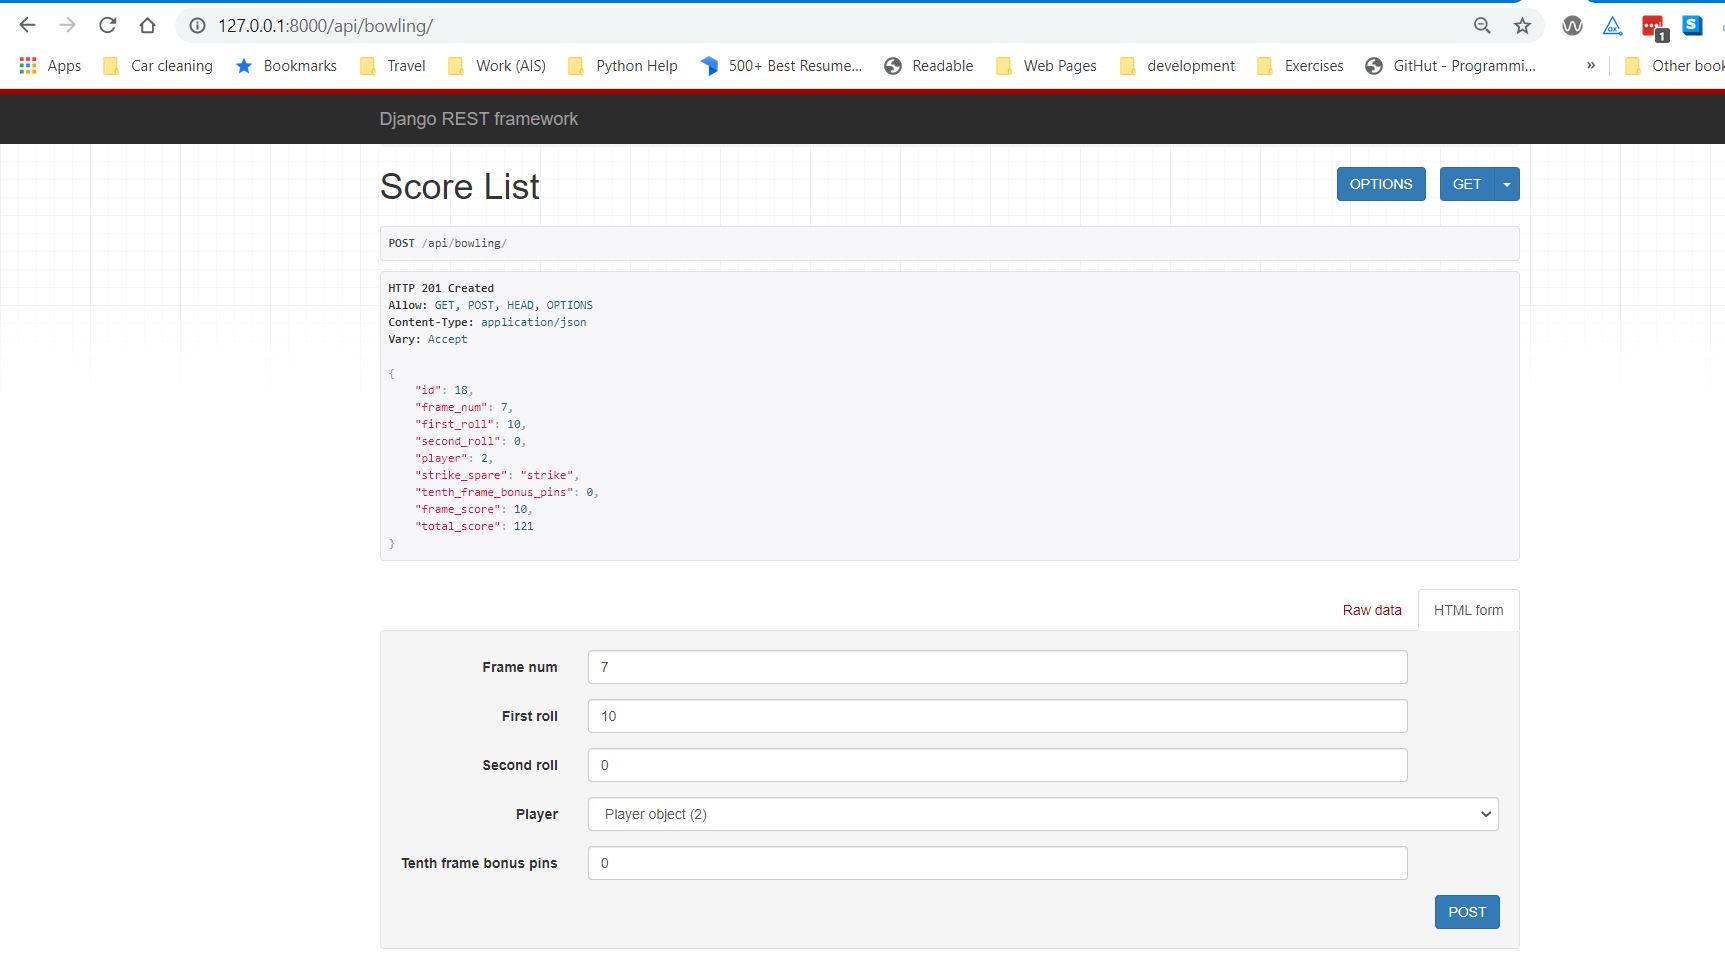 127.0.0.1:8000/api/bowling/
Apps Car cleaning Bookmarks Travel Work (AIS) Python Help 500+ Best Resume... Readable Web Pages development Exercises GitHut - Programmi... » Other book
1
Django REST framework
Score List
OPTIONS GET
POST /api/bowling/
HTTP 201 Created
Allow: GET, POST, HEAD, OPTIONS
Content-Type: application/json
Vary: Accept
{
"id": 18,
"frame_num": 7,
"first_roll": 10,
"second_roll": 0,
"player": 2,
"strike_spare": "strike",
"tenth_frame_bonus_pins": 0,
"frame_score": 10,
"total_score": 121
}
Raw data HTML form
Frame num 7
First roll 10
Second roll 0
Player Player object (2)
Tenth frame bonus pins 0
POST